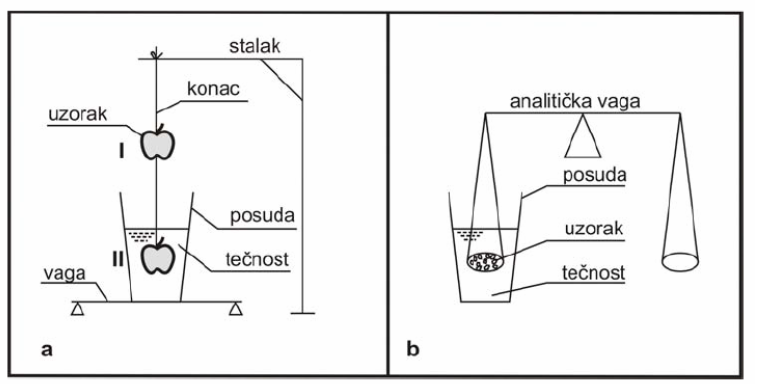 stalak
konac
uzorak
I
posuda
II
tečnost
vaga
a
analitička vaga
posuda
uzorak
tečnost
b